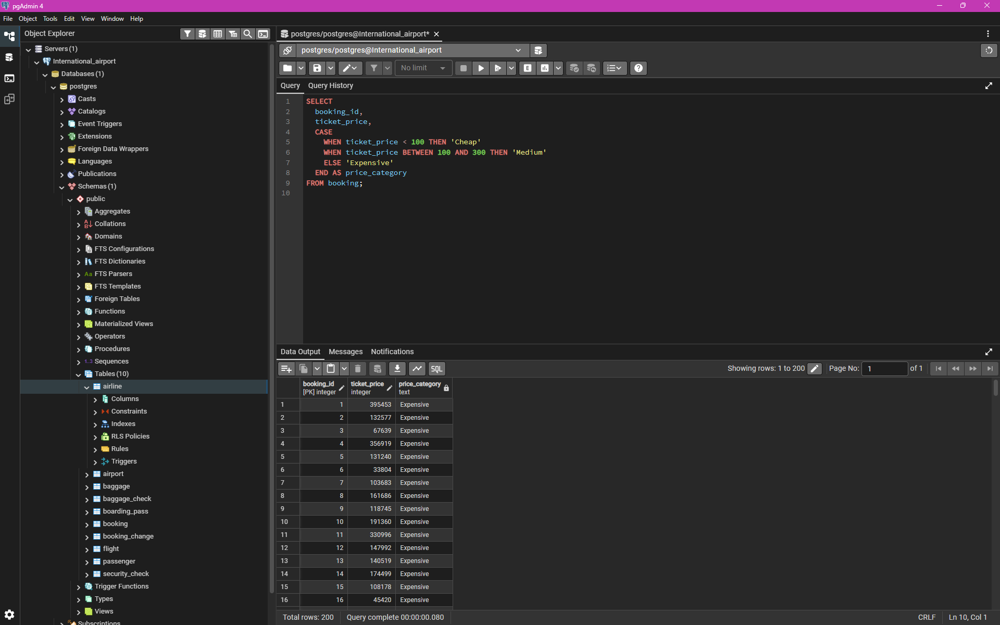 pgAdmin 4
File Object Tools Edit View Window Help
Object Explorer
Servers (1)
International_airport
Databases (1)
postgres
Casts
Catalogs
Event Triggers
Extensions
Foreign Data Wrappers
Languages
Publications
Schemas (1)
public
Aggregates
Collations
Domains
FTS Configurations
FTS Dictionaries
Aa FTS Parsers
FTS Templates
Foreign Tables
Functions
Materialized Views
Operators
Procedures
1..3 Sequences
Tables (10)
airline
Columns
Constraints
Indexes
RLS Policies
Rules
Triggers
airport
baggage
baggage_check
boarding_pass
booking
booking_change
flight
passenger
security_check
Trigger Functions
Types
Views
Subscriptions
postgres/postgres@International_airport*
postgres/postgres@International_airport
No limit E
Query Query History
1 SELECT
2 booking_id,
3 ticket_price,
4 CASE
5 WHEN ticket_price < 100 THEN 'Cheap'
6 WHEN ticket_price BETWEEN 100 AND 300 THEN 'Medium'
7 ELSE 'Expensive'
8 END AS price_category
9 FROM booking;
10
Data Output Messages Notifications
SQL Showing rows: 1 to 200 Page No: 1 of 1
booking_id ticket_price price_category
[PK] integer integer text
1 1 395453 Expensive
2 2 132577 Expensive
3 3 67639 Expensive
4 4 356919 Expensive
5 5 131240 Expensive
6 6 33804 Expensive
7 7 103683 Expensive
8 8 161686 Expensive
9 9 118745 Expensive
10 10 191360 Expensive
11 11 330996 Expensive
12 12 147992 Expensive
13 13 140519 Expensive
14 14 174499 Expensive
15 15 108178 Expensive
16 16 45420 Expensive
Total rows: 200 Query complete 00:00:00.080 CRLF Ln 10, Col 1